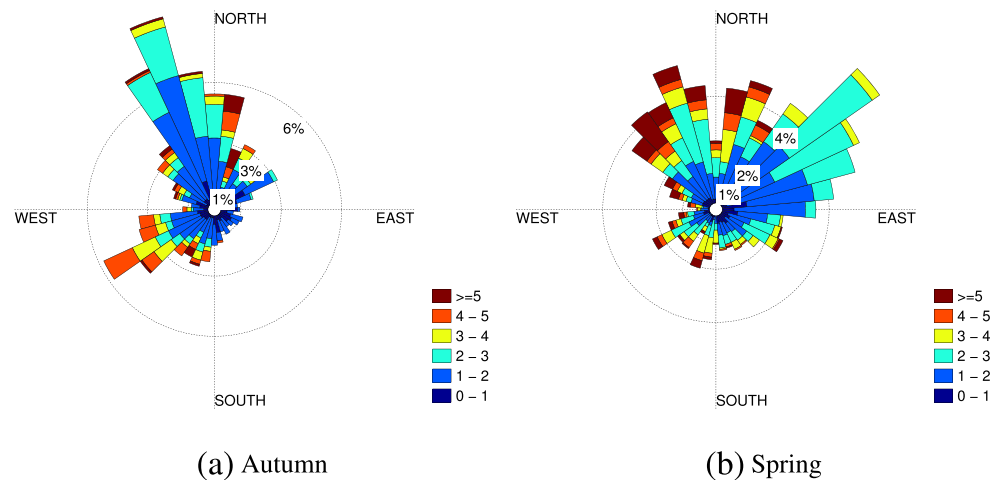 NORTH
6%
3%
1%
WEST
EAST
SOUTH
>=5
4 – 5
3 – 4
2 – 3
1 – 2
0 – 1
(a) Autumn
NORTH
4%
2%
1%
WEST
EAST
SOUTH
>=5
4 – 5
3 – 4
2 – 3
1 – 2
0 – 1
(b) Spring